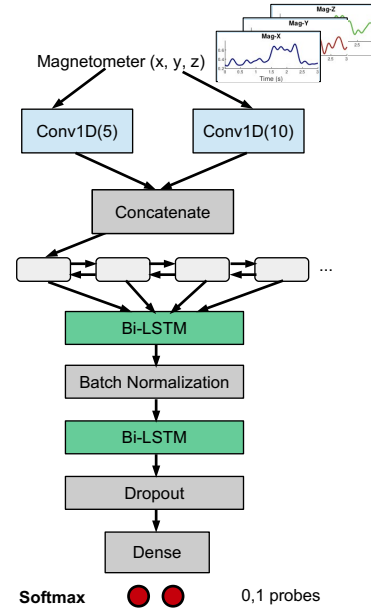 Mag-Z
Mag-Y
Mag-X
Time (s)
Magnetometer (x, y, z)
Conv1D(5)
Conv1D(10)
Concatenate
...
Bi-LSTM
Batch Normalization
Bi-LSTM
Dropout
Dense
Softmax
0,1 probes